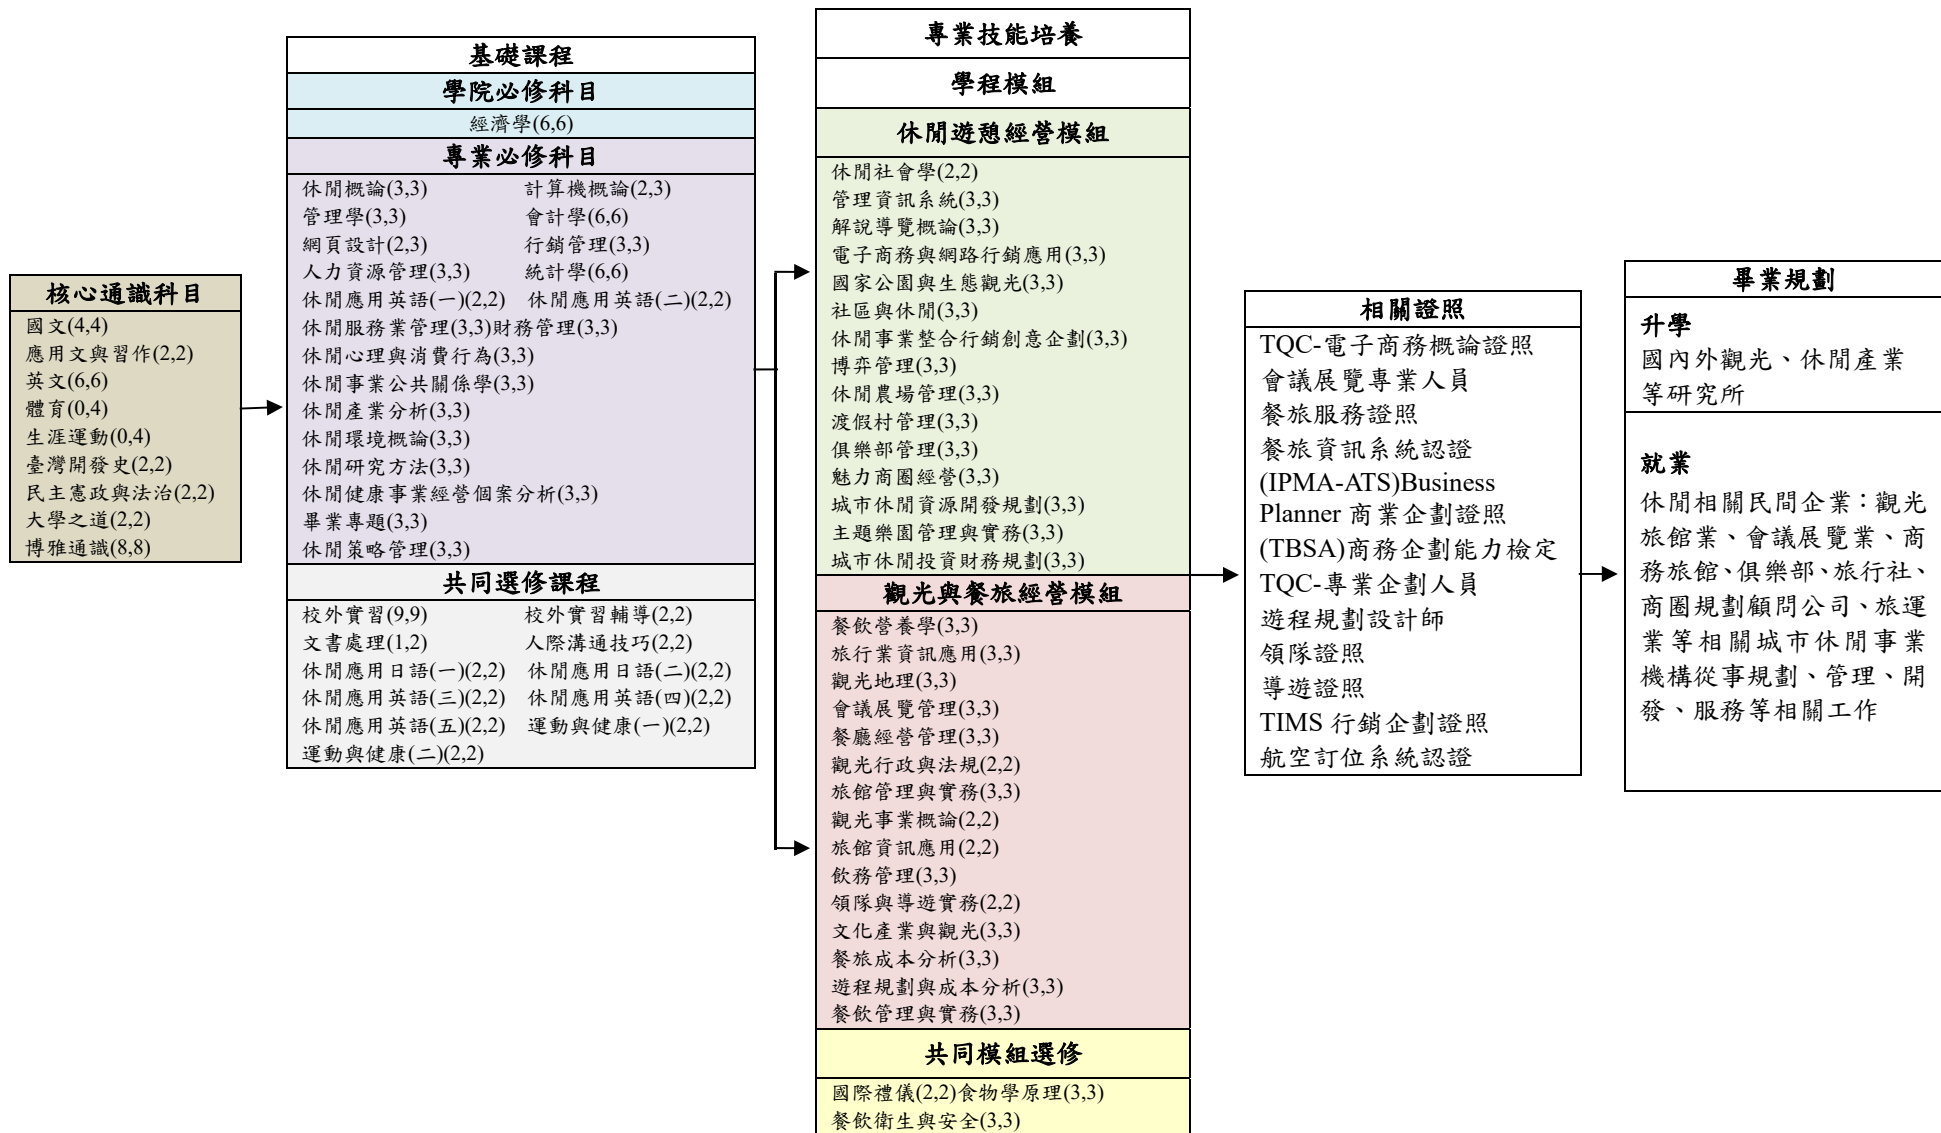 核心通識科目
國文(4,4)
應用文與習作(2,2)
英文(6,6)
體育(0,4)
生涯運動(0,4)
臺灣開發史(2,2)
民主憲政與法治(2,2)
大學之道(2,2)
博雅通識(8,8)
基礎課程
學院必修科目
經濟學(6,6)
專業必修科目
休閒概論(3,3) 計算機概論(2,3)
管理學(3,3) 會計學(6,6)
網頁設計(2,3) 行銷管理(3,3)
人力資源管理(3,3) 統計學(6,6)
休閒應用英語(一)(2,2) 休閒應用英語(二)(2,2)
休閒服務業管理(3,3)財務管理(3,3)
休閒心理與消費行為(3,3)
休閒事業公共關係學(3,3)
休閒產業分析(3,3)
休閒環境概論(3,3)
休閒研究方法(3,3)
休閒健康事業經營個案分析(3,3)
畢業專題(3,3)
休閒策略管理(3,3)
共同選修課程
校外實習(9,9) 校外實習輔導(2,2)
文書處理(1,2) 人際溝通技巧(2,2)
休閒應用日語(一)(2,2) 休閒應用日語(二)(2,2)
休閒應用英語(三)(2,2) 休閒應用英語(四)(2,2)
休閒應用英語(五)(2,2) 運動與健康(一)(2,2)
運動與健康(二)(2,2)
專業技能培養
學程模組
休閒遊憩經營模組
休閒社會學(2,2)
管理資訊系統(3,3)
解說導覽概論(3,3)
電子商務與網路行銷應用(3,3)
國家公園與生態觀光(3,3)
社區與休閒(3,3)
休閒事業整合行銷創意企劃(3,3)
博弈管理(3,3)
休閒農場管理(3,3)
渡假村管理(3,3)
俱樂部管理(3,3)
魅力商圈經營(3,3)
城市休閒資源開發規劃(3,3)
主題樂園管理與實務(3,3)
城市休閒投資財務規劃(3,3)
觀光與餐旅經營模組
餐飲營養學(3,3)
旅行業資訊應用(3,3)
觀光地理(3,3)
會議展覽管理(3,3)
餐廳經營管理(3,3)
觀光行政與法規(2,2)
旅館管理與實務(3,3)
觀光事業概論(2,2)
旅館資訊應用(2,2)
飲務管理(3,3)
領隊與導遊實務(2,2)
文化產業與觀光(3,3)
餐旅成本分析(3,3)
遊程規劃與成本分析(3,3)
餐飲管理與實務(3,3)
共同模組選修
國際禮儀(2,2)食物學原理(3,3)
餐飲衛生與安全(3,3)
相關證照
TQC-電子商務概論證照
會議展覽專業人員
餐旅服務證照
餐旅資訊系統認證
(IPMA-ATS)Business
Planner 商業企劃證照
(TBSA)商務企劃能力檢定
TQC-專業企劃人員
遊程規劃設計師
領隊證照
導遊證照
TIMS 行銷企劃證照
航空訂位系統認證
畢業規劃
升學
國內外觀光、休閒產業
等研究所
就業
休閒相關民間企業：觀光
旅館業、會議展覽業、商
務旅館、俱樂部、旅行社、
商圈規劃顧問公司、旅運
業等相關城市休閒事業
機構從事規劃、管理、開
發、服務等相關工作